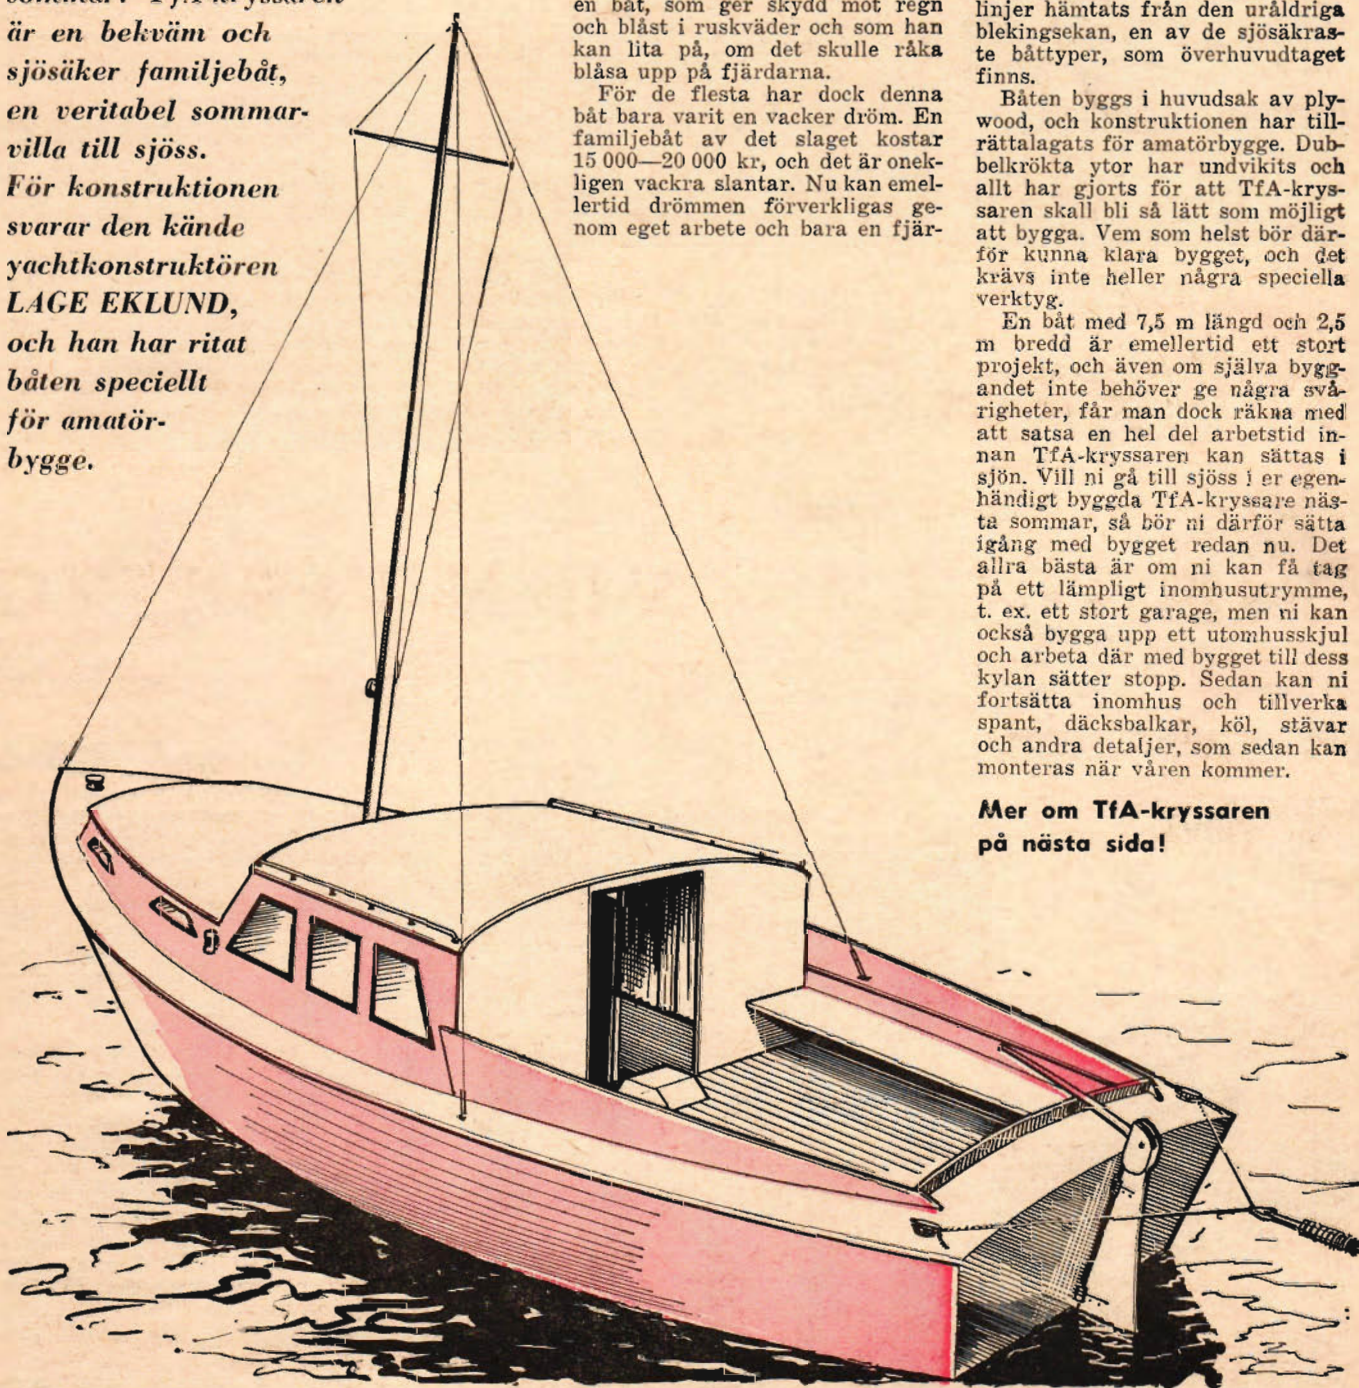 är en bekväm och
sjösäker familjebåt,
en veritabel sommar-
villa till sjöss.
För konstruktionen
svarar den kände
yachtkonstruktören
LAGE EKLUND,
och han har ritat
båten speciellt
för amatör-
bygge.
en båt, som ger skydd mot regn
och blåst i ruskväder och som han
kan lita på, om det skulle råka
blåsa upp på fjärdarna.
För de flesta har dock denna
båt bara varit en vacker dröm. En
familjebåt av det slaget kostar
15 000—20 000 kr, och det är onek-
ligen vackra slantar. Nu kan emel-
lertid drömmen förverkligas ge-
nom eget arbete och bara en fjär-
linjer hämtats från den uråldriga
blekingsekan, en av de sjösäkras-
te båttyper, som överhuvudtaget
finns.
Båten byggs i huvudsak av ply-
wood, och konstruktionen har till-
rättalagats för amatörbygge. Dub-
belkrökta ytor har undvikits och
allt har gjorts för att TfA-krys-
saren skall bli så lätt som möjligt
att bygga. Vem som helst bör där-
för kunna klara bygget, och det
krävs inte heller några speciella
verktyg.
En båt med 7,5 m längd och 2,5
m bredd är emellertid ett stort
projekt, och även om själva bygg-
andet inte behöver ge några svå-
righeter, får man dock räkna med
att satsa en hel del arbetstid in-
nan TfA-kryssaren kan sättas i
sjön. Vill ni gå till sjöss i er egen-
händigt byggda TfA-kryssare näs-
ta sommar, så bör ni därför sätta
igång med bygget redan nu. Det
allra bästa är om ni kan få tag
på ett lämpligt inomhusutrymme,
t. ex. ett stort garage, men ni kan
också bygga upp ett utomhusskjul
och arbeta där med bygget till dess
kylan sätter stopp. Sedan kan ni
fortsätta inomhus och tillverka
spant, däcksbalkar, köl, stävar
och andra detaljer, som sedan kan
monteras när våren kommer.
Mer om TfA-kryssaren
på nästa sida!